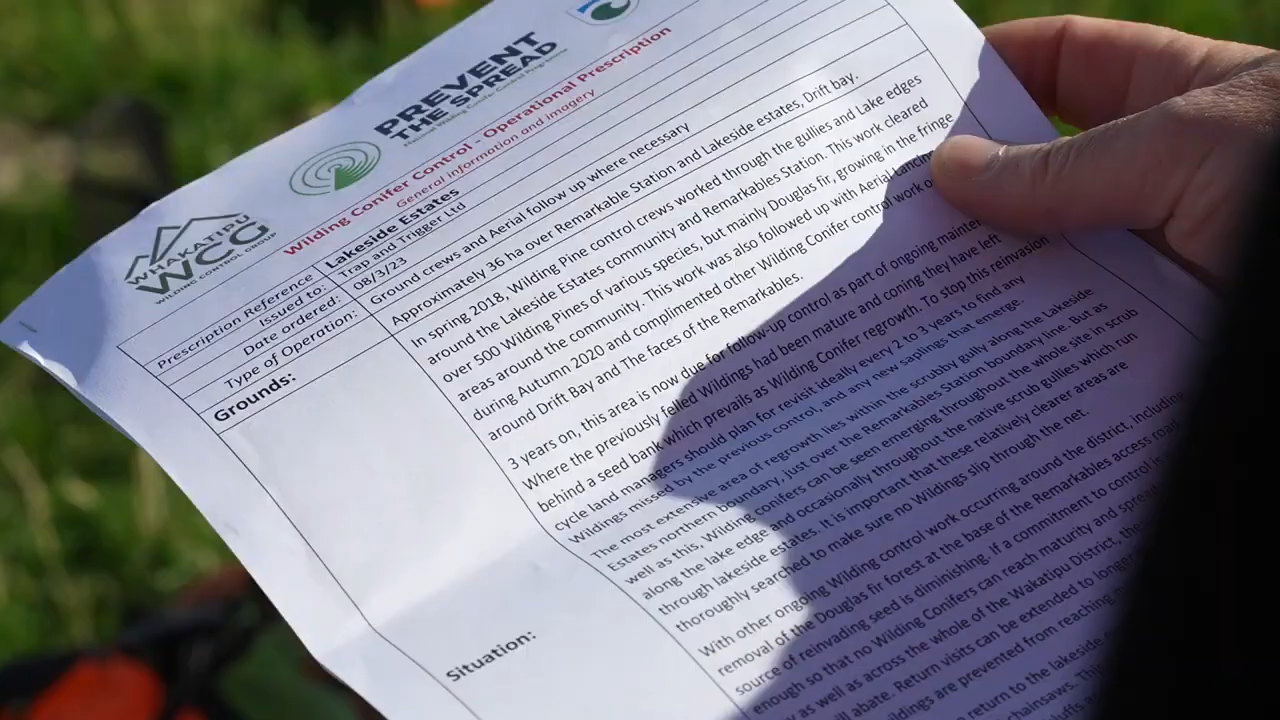 PREVENT
THE SPREAD
National Wilding Conifer Control Programme
WHAKATIPU
WCG
WILDING CONTROL GROUP
Wilding Conifer Control - Operational Prescription
General information and imagery
Prescription Reference Lakeside Estates
Issued to: Trap and Trigger Ltd
Date ordered: 08/3/23
Type of Operation: Ground crews and Aerial follow up where necessary
Grounds: Approximately 36 ha over Remarkable Station and Lakeside estates, Drift bay.
Situation:
In spring 2018, Wilding Pine control crews worked through the gullies and Lake edges
around the Lakeside Estates community and Remarkables Station. This work cleared
over 500 Wilding Pines of various species, but mainly Douglas fir, growing in the fringe
areas around the community. This work was also followed up with Aerial Lancing
during Autumn 2020 and complimented other Wilding Conifer control work
around Drift Bay and The faces of the Remarkables.
3 years on, this area is now due for follow-up control as part of ongoing
Where the previously felled Wildings had been mature and coning they have left
behind a seed bank which prevails as Wilding Conifer regrowth. To stop this reinvasion
cycle land managers should plan for revisits ideally every 2 to 3 years to find any
Wildings missed by the previous control, and any new saplings that emerge.
The most extensive area of regrowth lies within the scrubby gully along the Lakeside
Estates northern boundary, just over the Remarkables Station boundary line. But as
well as this, Wilding conifers can be seen emerging throughout the whole site in scrub
along the lake edge and occasionally throughout the native scrub gullies which run
through lakeside estates. It is important that these relatively clearer areas are
thoroughly searched to make sure no Wildings slip through the net.
With other ongoing Wilding control work occurring around the district, including
removal of the Douglas fir forest at the base of the Remarkables access road
source of reinvading seed is diminishing. If a commitment to control
enough so that no Wilding Conifers can reach maturity and
as well as across the whole of the Wakatipu District,
abate. Return visits can be extended to longer
are prevented from reaching
return to the lakeside
chainsaws.